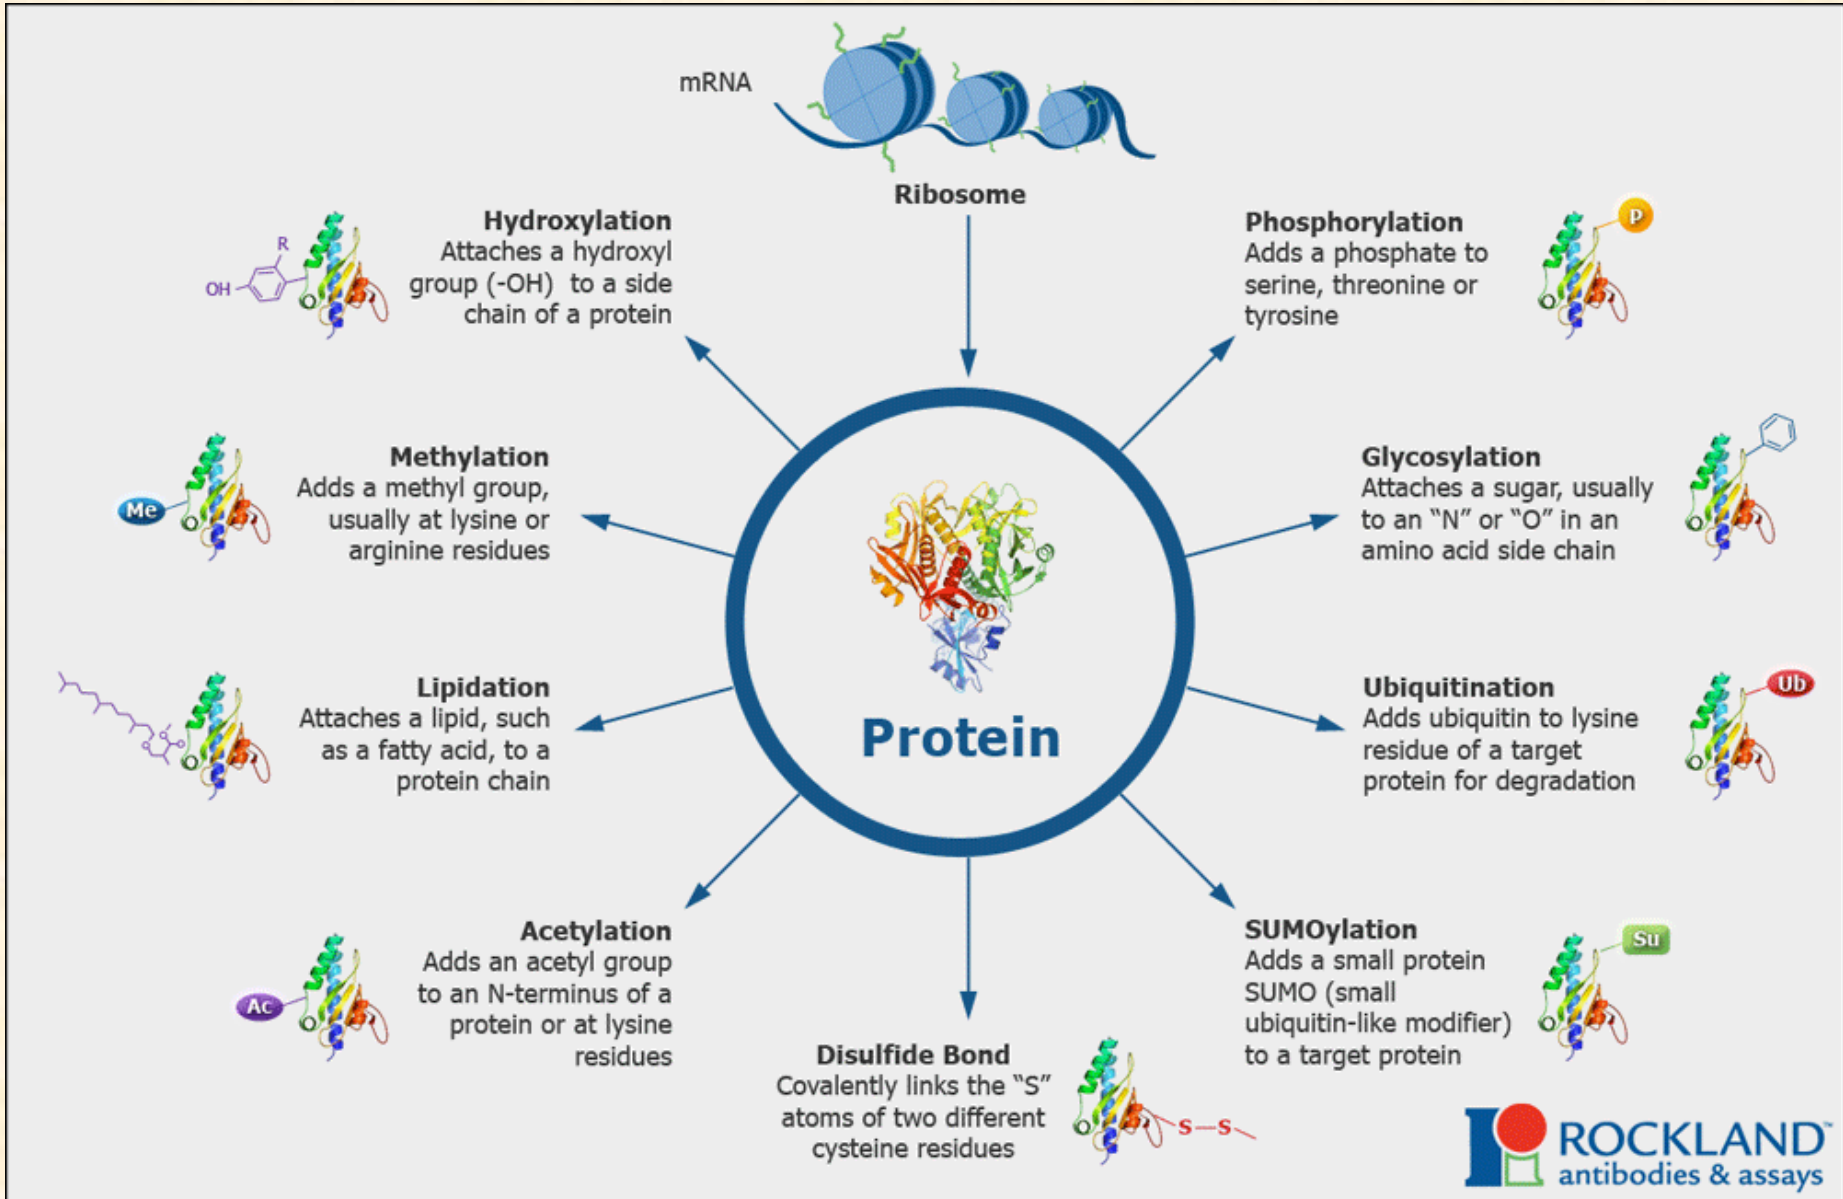 mRNA
Ribosome
Hydroxylation
Attaches a hydroxyl
group (-OH)  to a side
chain of a protein
R
OH
Phosphorylation
Adds a phosphate to
serine, threonine or
tyrosine
P
Methylation
Adds a methyl group,
usually at lysine or
arginine residues
Me
Glycosylation
Attaches a sugar, usually
to an “N” or “O” in an
amino acid side chain
Lipidation
Attaches a lipid, such
as a fatty acid, to a
protein chain
Protein
Ubiquitination
Adds ubiquitin to lysine
residue of a target
protein for degradation
Ub
Acetylation
Adds an acetyl group
to an N-terminus of a
protein or at lysine
residues
Ac
Disulfide Bond
Covalently links the “S”
atoms of two different
cysteine residues
S—S
SUMOylation
Adds a small protein
SUMO (small
ubiquitin-like modifier)
to a target protein
Su
ROCKLAND™
antibodies & assays